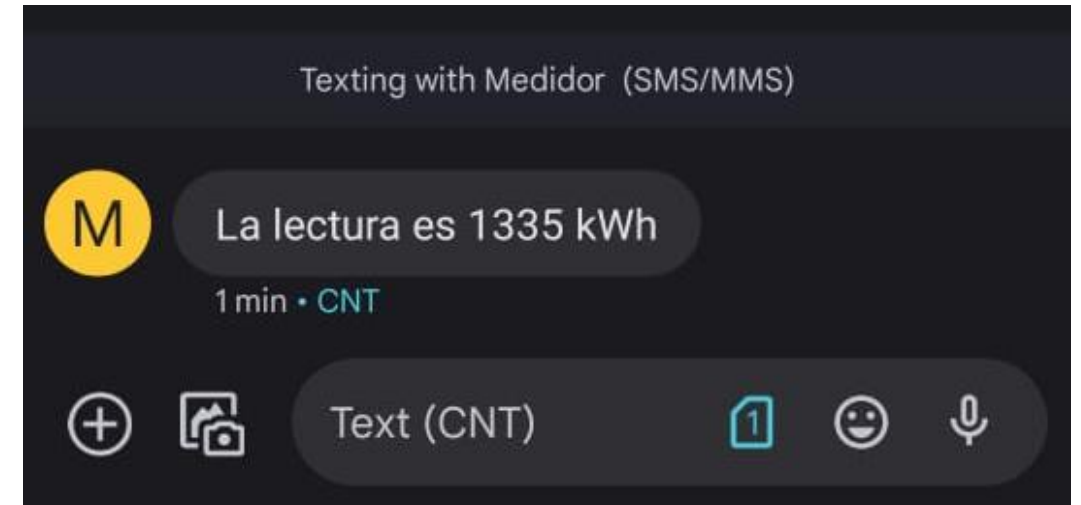 Texting with Medidor (SMS/MMS)
M
La lectura es 1335 kWh
1 min • CNT
Text (CNT)
1